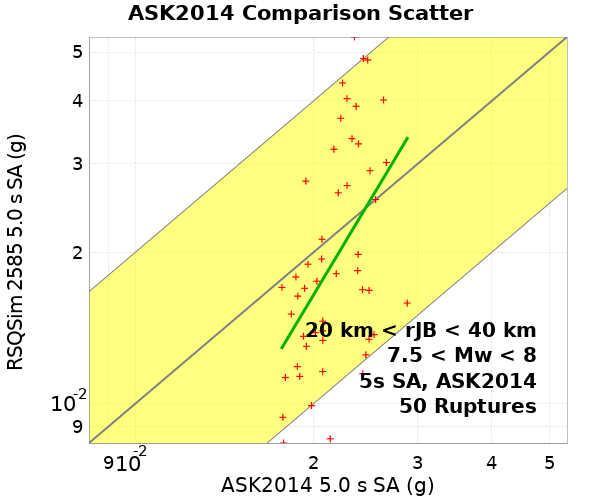 ASK2014 Comparison Scatter
RSQSim 2585 5.0 s SA (g)
5
4
3
2
10-2
9
20 km < rJB < 40 km
7.5 < Mw < 8
5s SA, ASK2014
50 Ruptures
9 10-2 2 3 4 5
ASK2014 5.0 s SA (g)